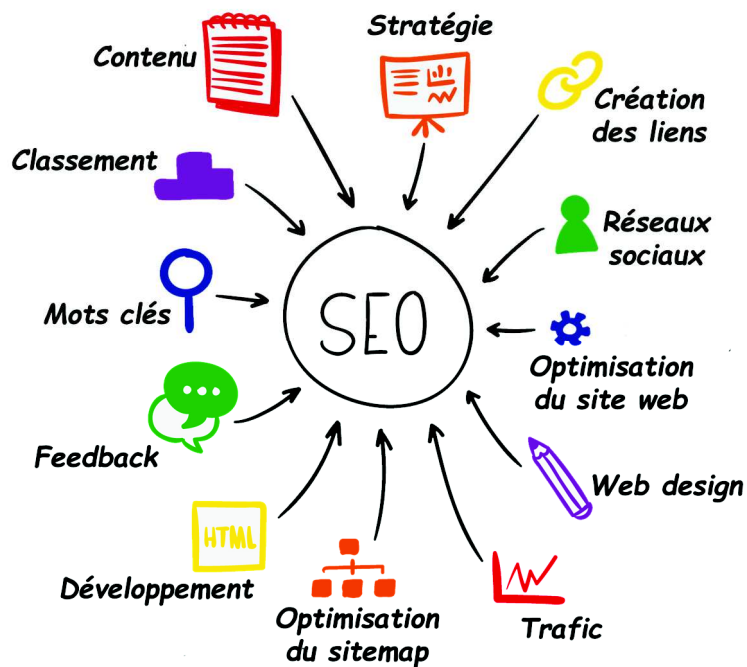 Stratégie
Contenu
Création
des liens
Classement
Réseaux
sociaux
SEO
Mots clés
Optimisation
du site web
Feedback
Web design
HTML
Développement
Optimisation
du sitemap
Trafic